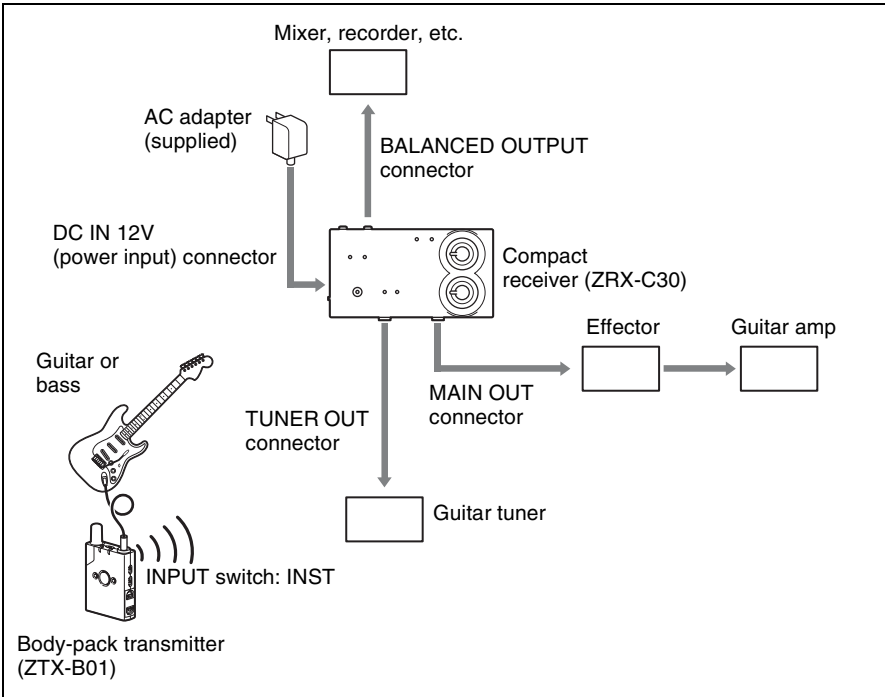 Mixer, recorder, etc.
AC adapter
(supplied)
BALANCED OUTPUT
connector
DC IN 12V
(power input) connector
Compact
receiver (ZRX-C30)
Effector
Guitar amp
Guitar or
bass
MAIN OUT
connector
TUNER OUT
connector
Guitar tuner
INPUT switch: INST
Body-pack transmitter
(ZTX-B01)